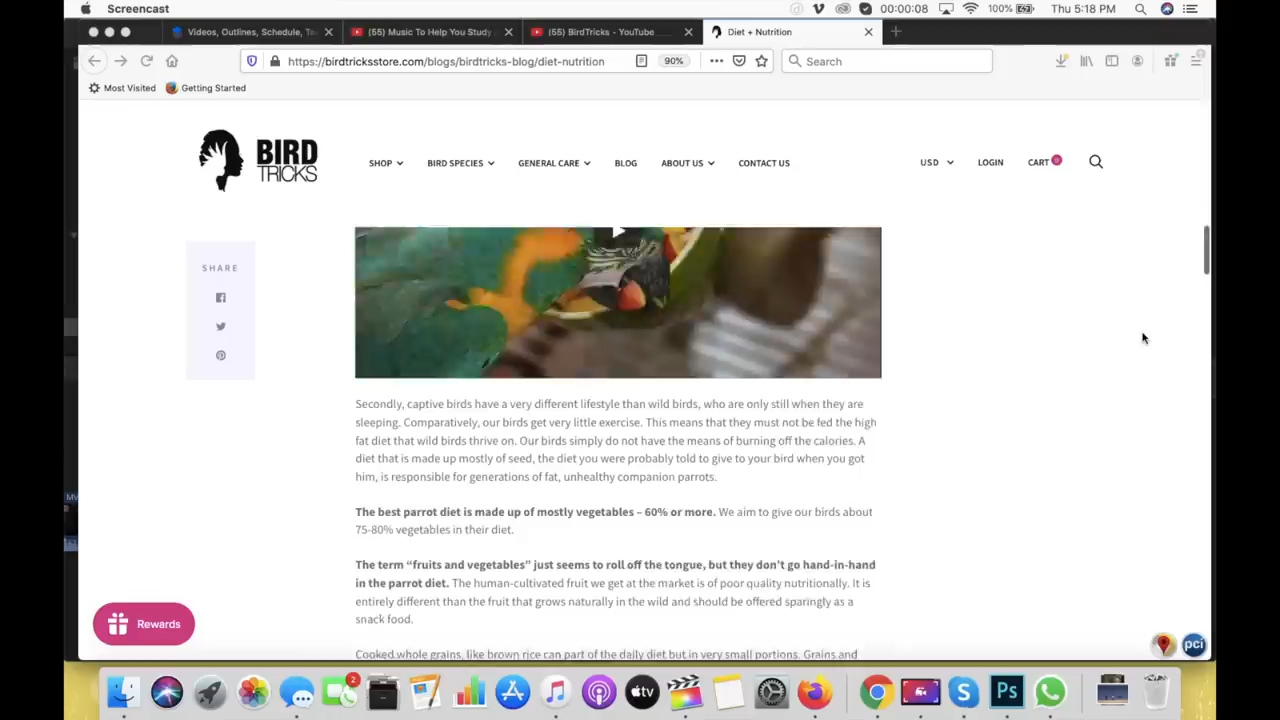 Screencast
00:00:08
100%
Thu 5:18 PM
Videos, Outlines, Schedule, Ta
(55) Music To Help You Study
(55) BirdTricks - YouTube
Diet + Nutrition
https://birdtricksstore.com/blogs/birdtricks-blog/diet-nutrition
90%
Search
Most Visited
Getting Started
BIRD
TRICKS
SHOP
BIRD SPECIES
GENERAL CARE
BLOG
ABOUT US
CONTACT US
USD
LOGIN
CART
0
SHARE
Secondly, captive birds have a very different lifestyle than wild birds, who are only still when they are
sleeping. Comparatively, our birds get very little exercise. This means that they must not be fed the high
fat diet that wild birds thrive on. Our birds simply do not have the means of burning off the calories. A
diet that is made up mostly of seed, the diet you were probably told to give to your bird when you got
him, is responsible for generations of fat, unhealthy companion parrots.
The best parrot diet is made up of mostly vegetables – 60% or more. We aim to give our birds about
75-80% vegetables in their diet.
The term “fruits and vegetables” just seems to roll off the tongue, but they don’t go hand-in-hand
in the parrot diet. The human-cultivated fruit we get at the market is of poor quality nutritionally. It is
entirely different than the fruit that grows naturally in the wild and should be offered sparingly as a
snack food.
Cooked whole grains, like brown rice can part of the daily diet but in very small portions. Grains and
Rewards
pci
MV
2
tv
Ps